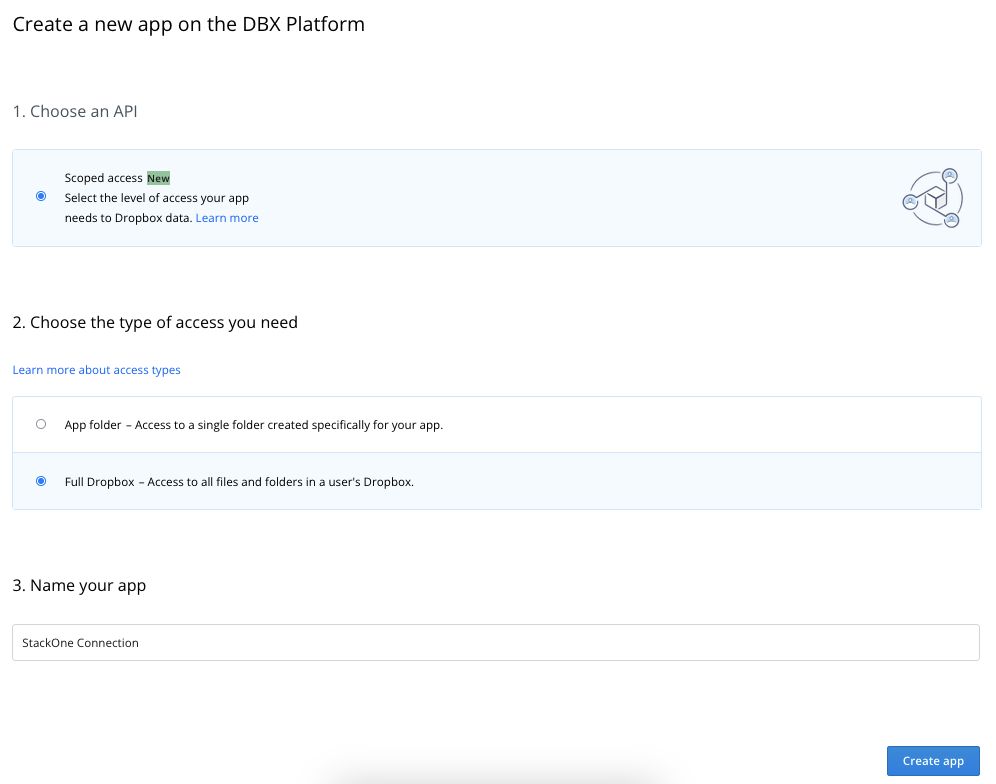 Create a new app on the DBX Platform
1. Choose an API
Scoped access New
Select the level of access your app
needs to Dropbox data. Learn more
2. Choose the type of access you need
Learn more about access types
App folder – Access to a single folder created specifically for your app.
Full Dropbox – Access to all files and folders in a user's Dropbox.
3. Name your app
StackOne Connection
Create app